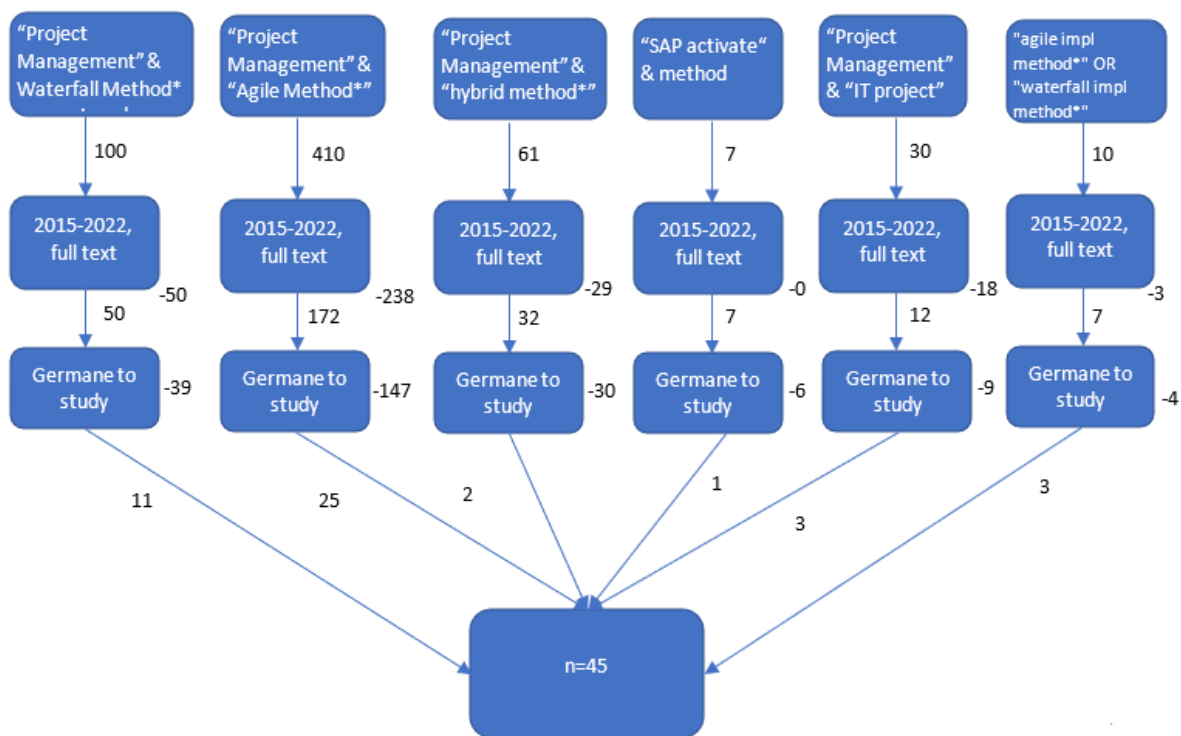 “Project
Management” &
Waterfall Method*
“Project
Management” &
“Agile Method*”
“Project
Management” &
“hybrid method*”
“SAP activate“
& method
“Project
Management”
& “IT project”
"agile impl
method*" OR
"waterfall impl
method*"
100
410
61
7
30
10
2015-2022,
full text
2015-2022,
full text
2015-2022,
full text
2015-2022,
full text
2015-2022,
full text
2015-2022,
full text
-50
-238
-29
-0
-18
-3
50
172
32
7
12
7
Germane to
study
Germane to
study
Germane to
study
Germane to
study
Germane to
study
Germane to
study
-39
-147
-30
-6
-9
-4
11
25
2
1
3
3
n=45